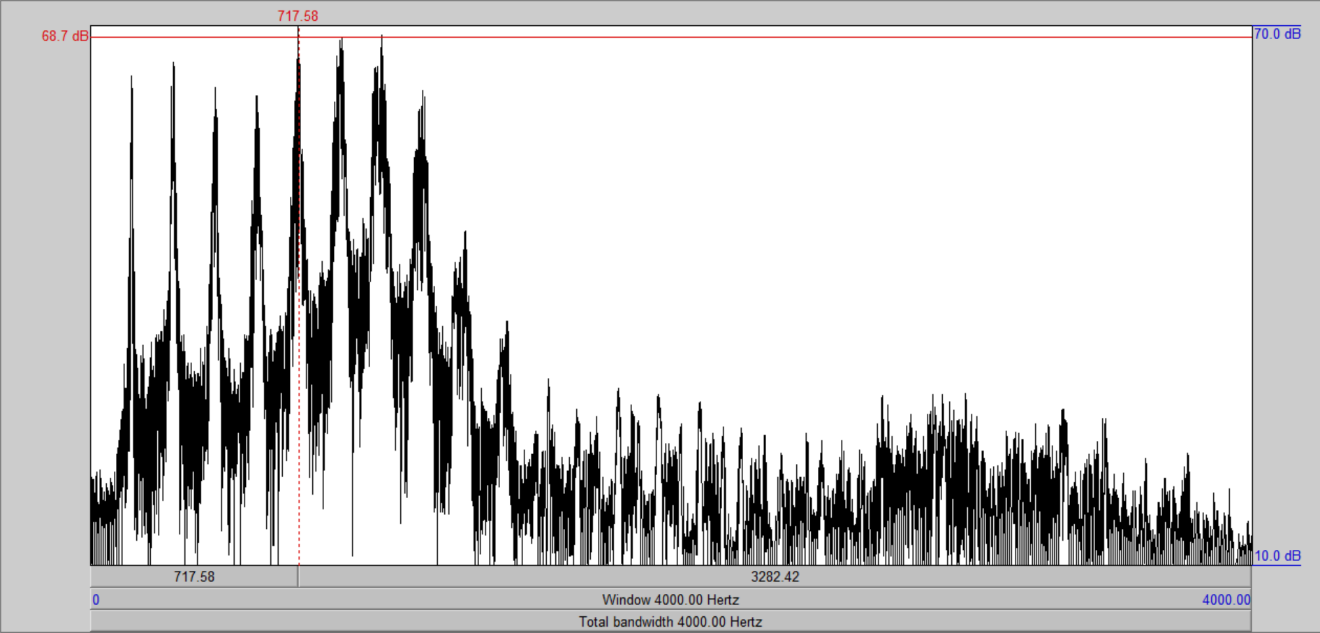 717.58
68.7 dB
70.0 dB
10.0 dB
717.58 3282.42
0 Window 4000.00 Hertz 4000.00
Total bandwidth 4000.00 Hertz